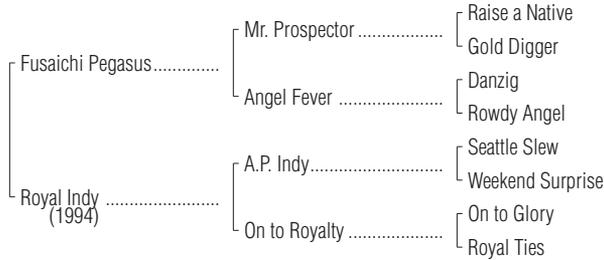 Raise a Native
Mr. Prospector ..................
Gold Digger
Fusaichi Pegasus..............
Danzig
Angel Fever ......................
Rowdy Angel
Seattle Slew
A.P. Indy............................
Weekend Surprise
Royal Indy ........................
(1994)
On to Glory
On to Royalty ....................
Royal Ties